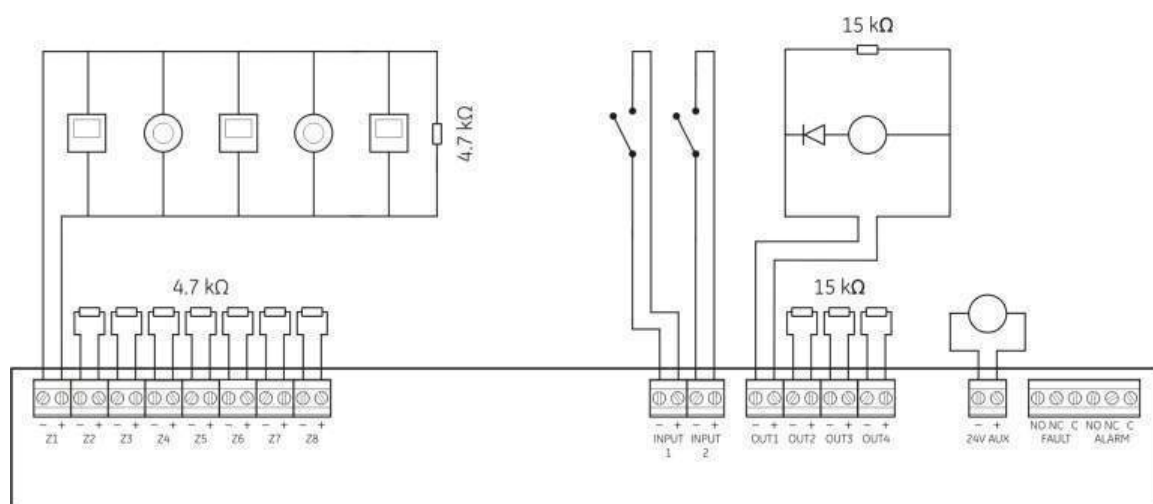 15 kΩ
4.7 kΩ
4.7 kΩ
15 kΩ
− + − + − + − + − + − + − + − + − + − + − + − + − + − + − + NO NC C NO NC C
Z1 Z2 Z3 Z4 Z5 Z6 Z7 Z8 INPUT 1 INPUT 2 OUT1 OUT2 OUT3 OUT4 24V AUX FAULT ALARM